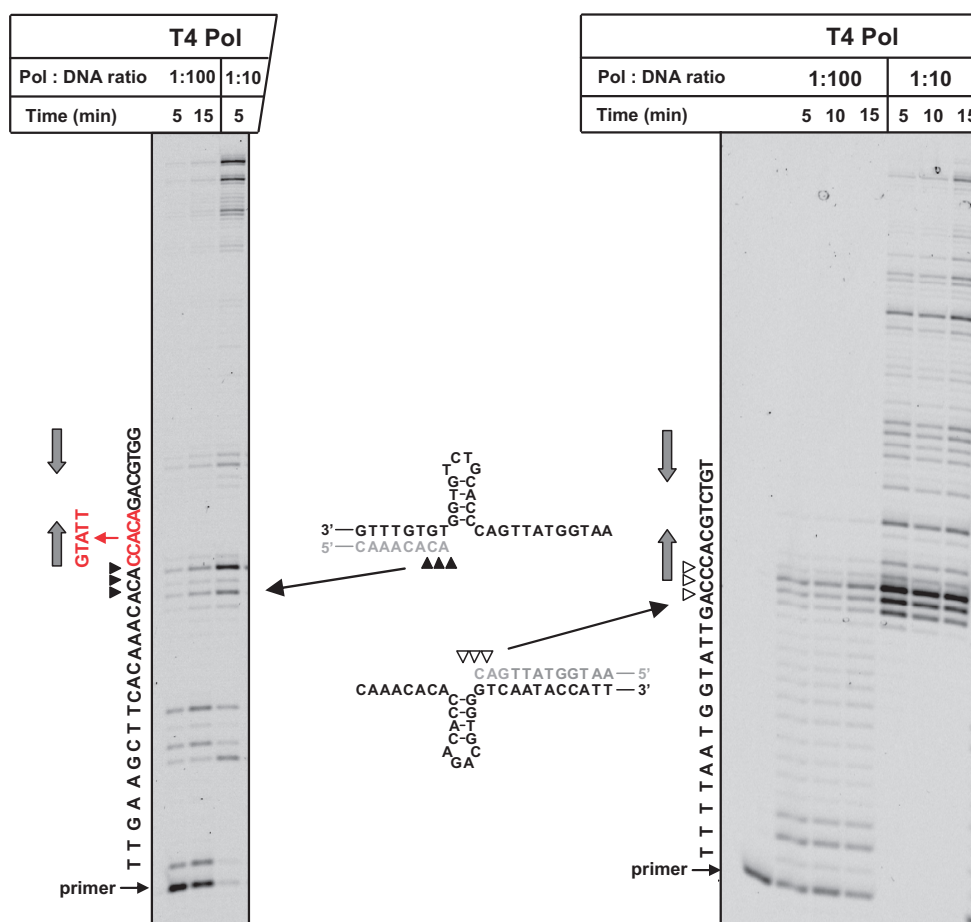 T4 Pol
Pol : DNA ratio 1:100 1:10
Time (min) 5 15 5
T4 Pol
Pol : DNA ratio 1:100 1:10
Time (min) 5 10 15 5 10 15
TTGAAGCTTCACAAACACACCACAGACGTGG
GTATT
primer
CT
T G
G C
T-A
G-C
G-C
3’ GTTTGTGT CAGTTATGGTAA
5’ CAAACACA
CAGTTATGGTAA 5’
CAAACACA GTCAATACCATT 3’
C-G
C-G
A-T
C-G
A C
GA
TTTTAATGGTATTGACCCACGTCTGT
primer